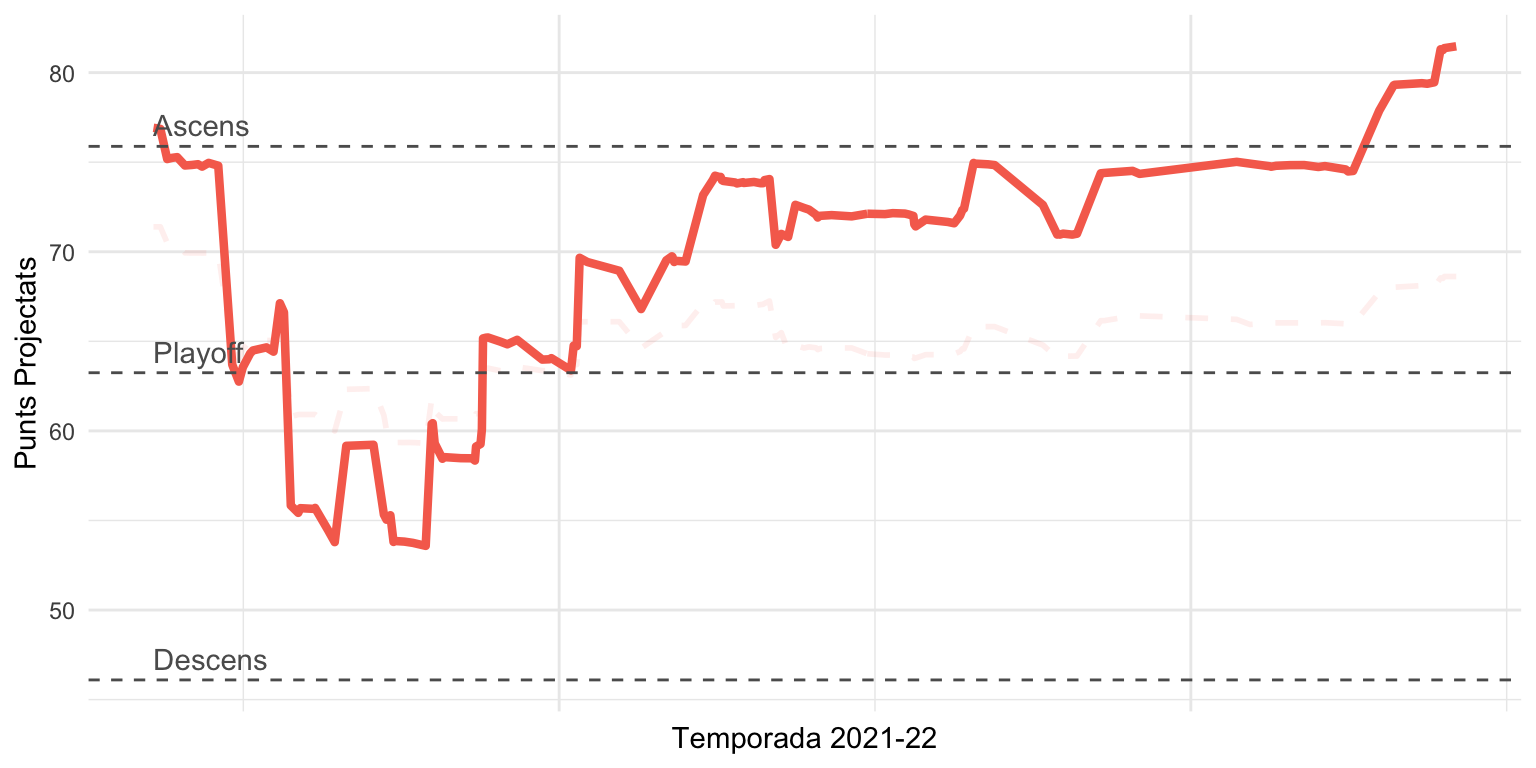 80
70
60
50
Punts Projectats
Ascens
Playoff
Descens
Temporada 2021-22